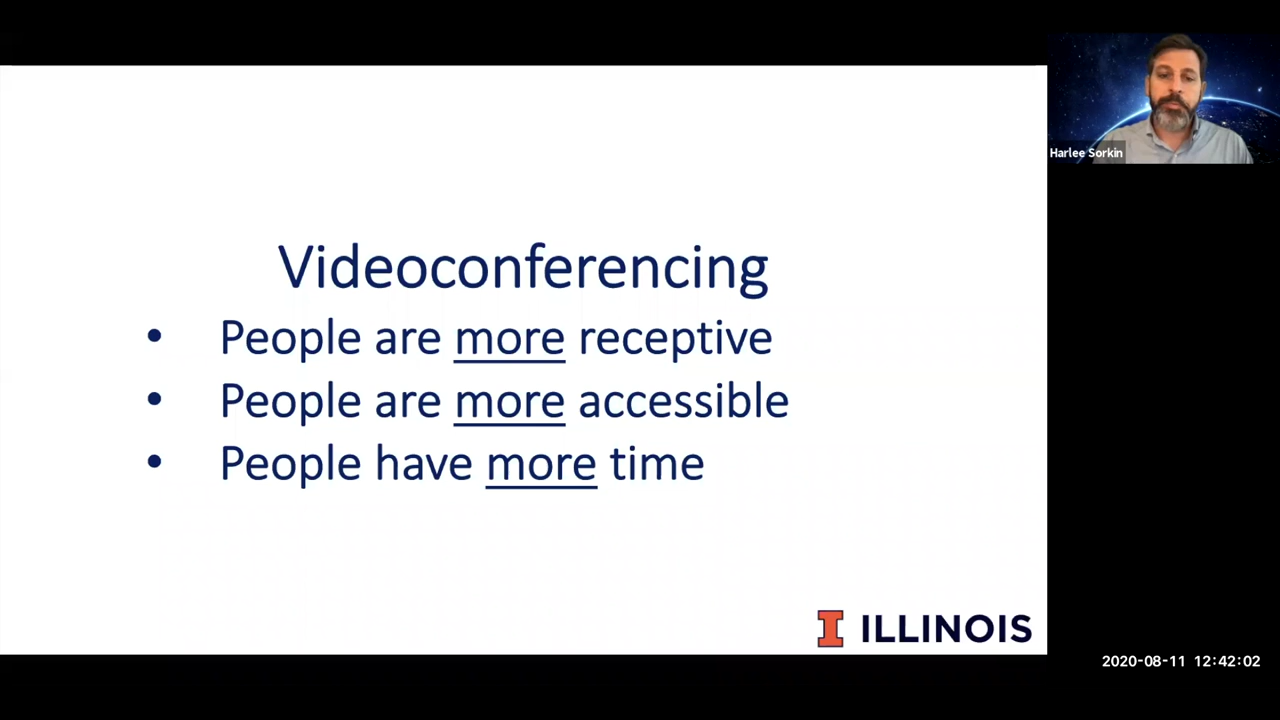 Videoconferencing
• People are more receptive
• People are more accessible
• People have more time
I ILLINOIS
Harlee Sorkin
2020-08-11 12:42:02